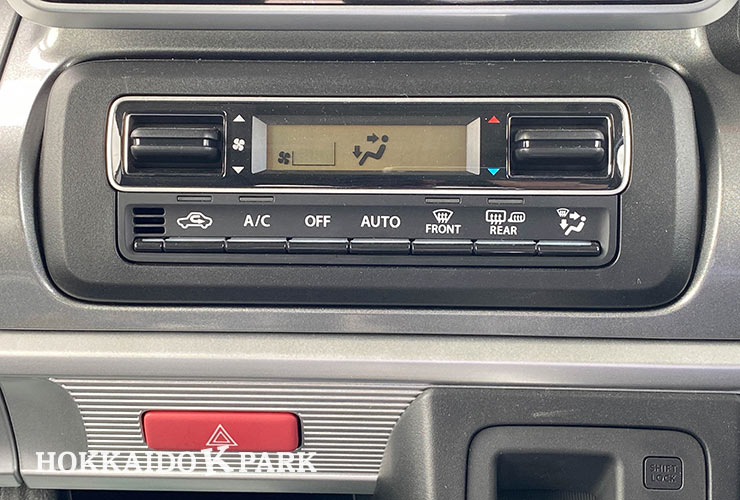 A/C OFF AUTO FRONT REAR
SHIFT
LOCK
HOKKAIDO K PARK